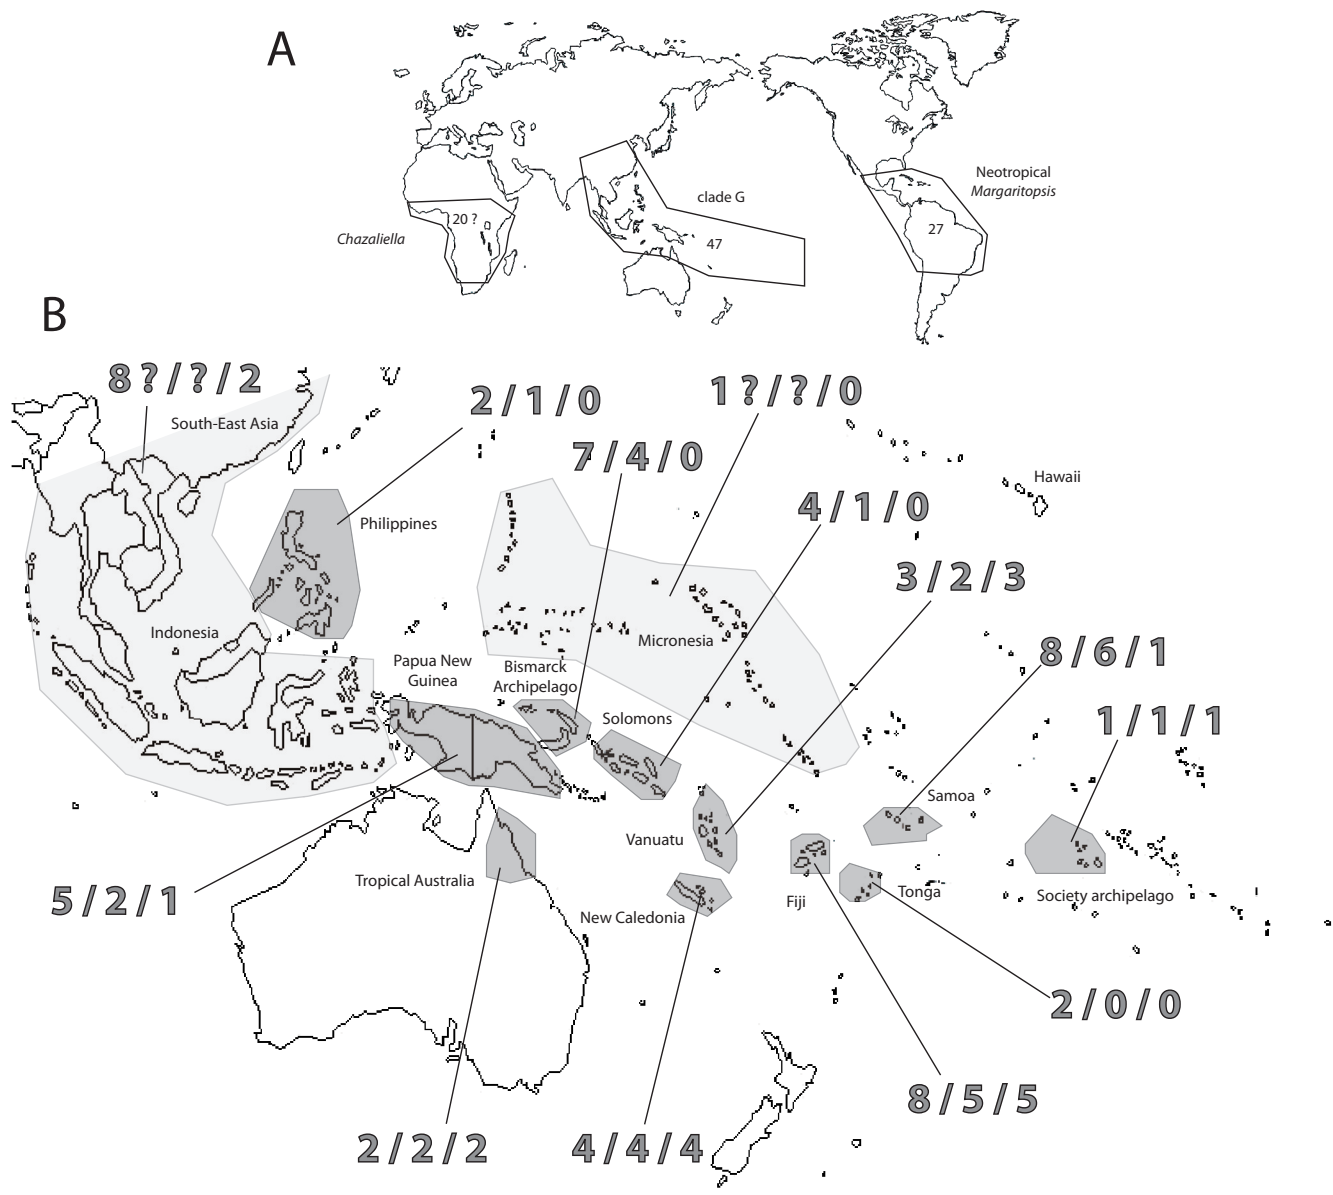 A
Neotropical
Margaritopsis
clade G
20 ?
Chazaliella
27
47
B
8 ? / ? / 2
2 / 1 / 0
1 ? / ? / 0
South-East Asia
7 / 4 / 0
Hawaii
4 / 1 / 0
Philippines
3 / 2 / 3
Indonesia
Micronesia
8 / 6 / 1
Papua New
Guinea
Bismarck
Archipelago
Solomons
1 / 1 / 1
Samoa
Vanuatu
Tropical Australia
5 / 2 / 1
New Caledonia
Fiji
Tonga
Society archipelago
2 / 0 / 0
8 / 5 / 5
2 / 2 / 2
4 / 4 / 4